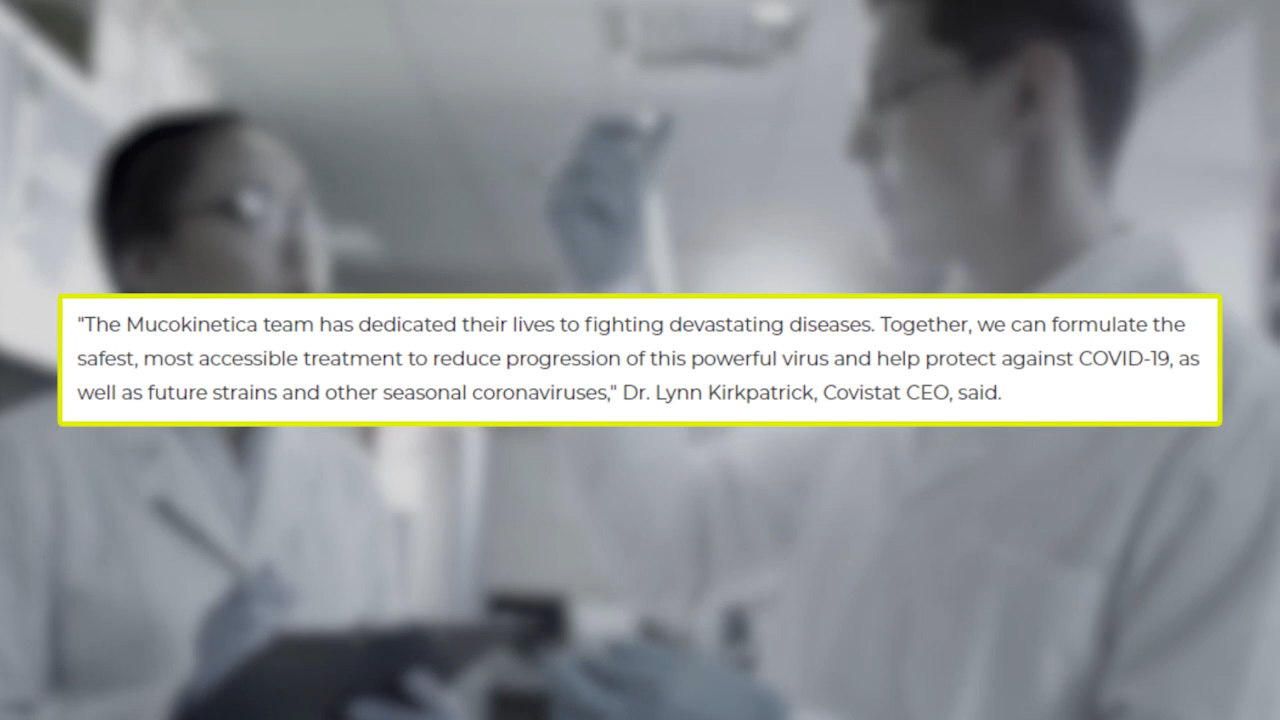 "The Mucokinetica team has dedicated their lives to fighting devastating diseases. Together, we can formulate the
safest, most accessible treatment to reduce progression of this powerful virus and help protect against COVID-19, as
well as future strains and other seasonal coronaviruses," Dr. Lynn Kirkpatrick, Covistat CEO, said.